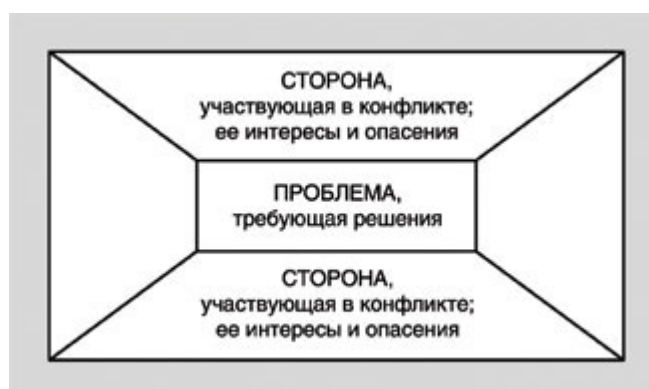 СТОРОНА,
участвующая в конфликте;
ее интересы и опасения
ПРОБЛЕМА,
требующая решения
СТОРОНА,
участвующая в конфликте;
ее интересы и опасения